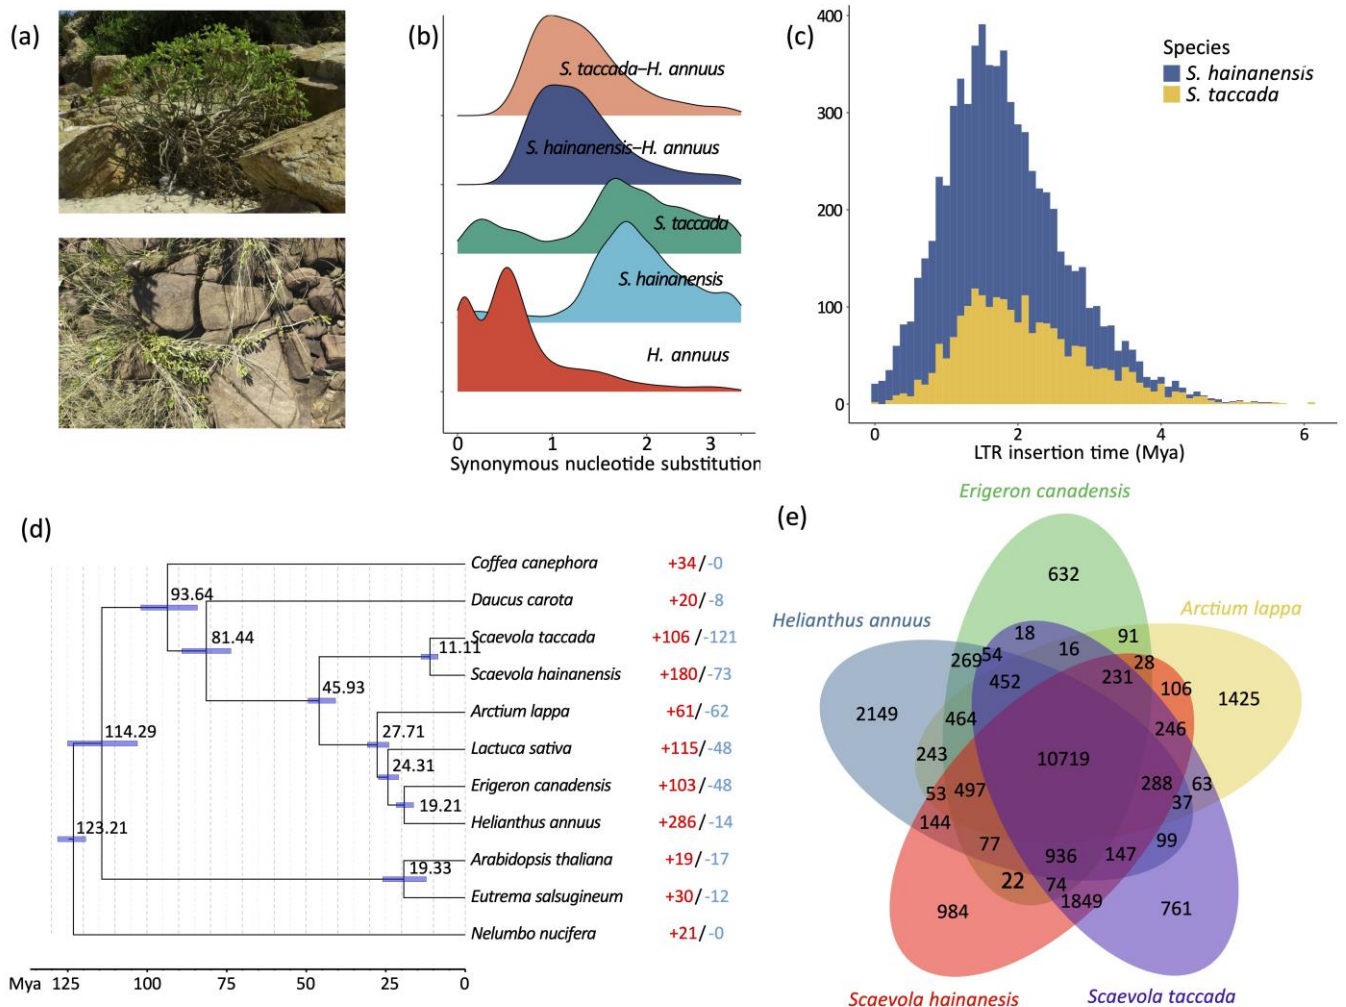 (a)
(b)
S. taccada–H. annuus
S. hainanensis–H. annuus
S. taccada
S. hainanensis
H. annuus
0 1 2 3
Synonymous nucleotide substitution
(c)
400
300
200
100
0
Species
S. hainanensis
S. taccada
0 2 4 6
LTR insertion time (Mya)
(d)
Coffea canephora +34/-0
Daucus carota +20/-8
Scaevola taccada +106/-121
Scaevola hainanensis +180/-73
Arctium lappa +61/-62
Lactuca sativa +115/-48
Erigeron canadensis +103/-48
Helianthus annuus +286/-14
Arabidopsis thaliana +19/-17
Eutrema salsugineum +30/-12
Nelumbo nucifera +21/-0
93.64
81.44
11.11
45.93
27.71
114.29
24.31
19.21
123.21
19.33
Mya 125 100 75 50 25 0
(e)
Erigeron canadensis
Helianthus annuus
Arctium lappa
632
18 16 91
269 54 28
452 231 106
2149 464 246 1425
243 10719
53 497 288 63
144 37
77 936 147 99
22 74
984 1849 761
Scaevola hainanesis
Scaevola taccada